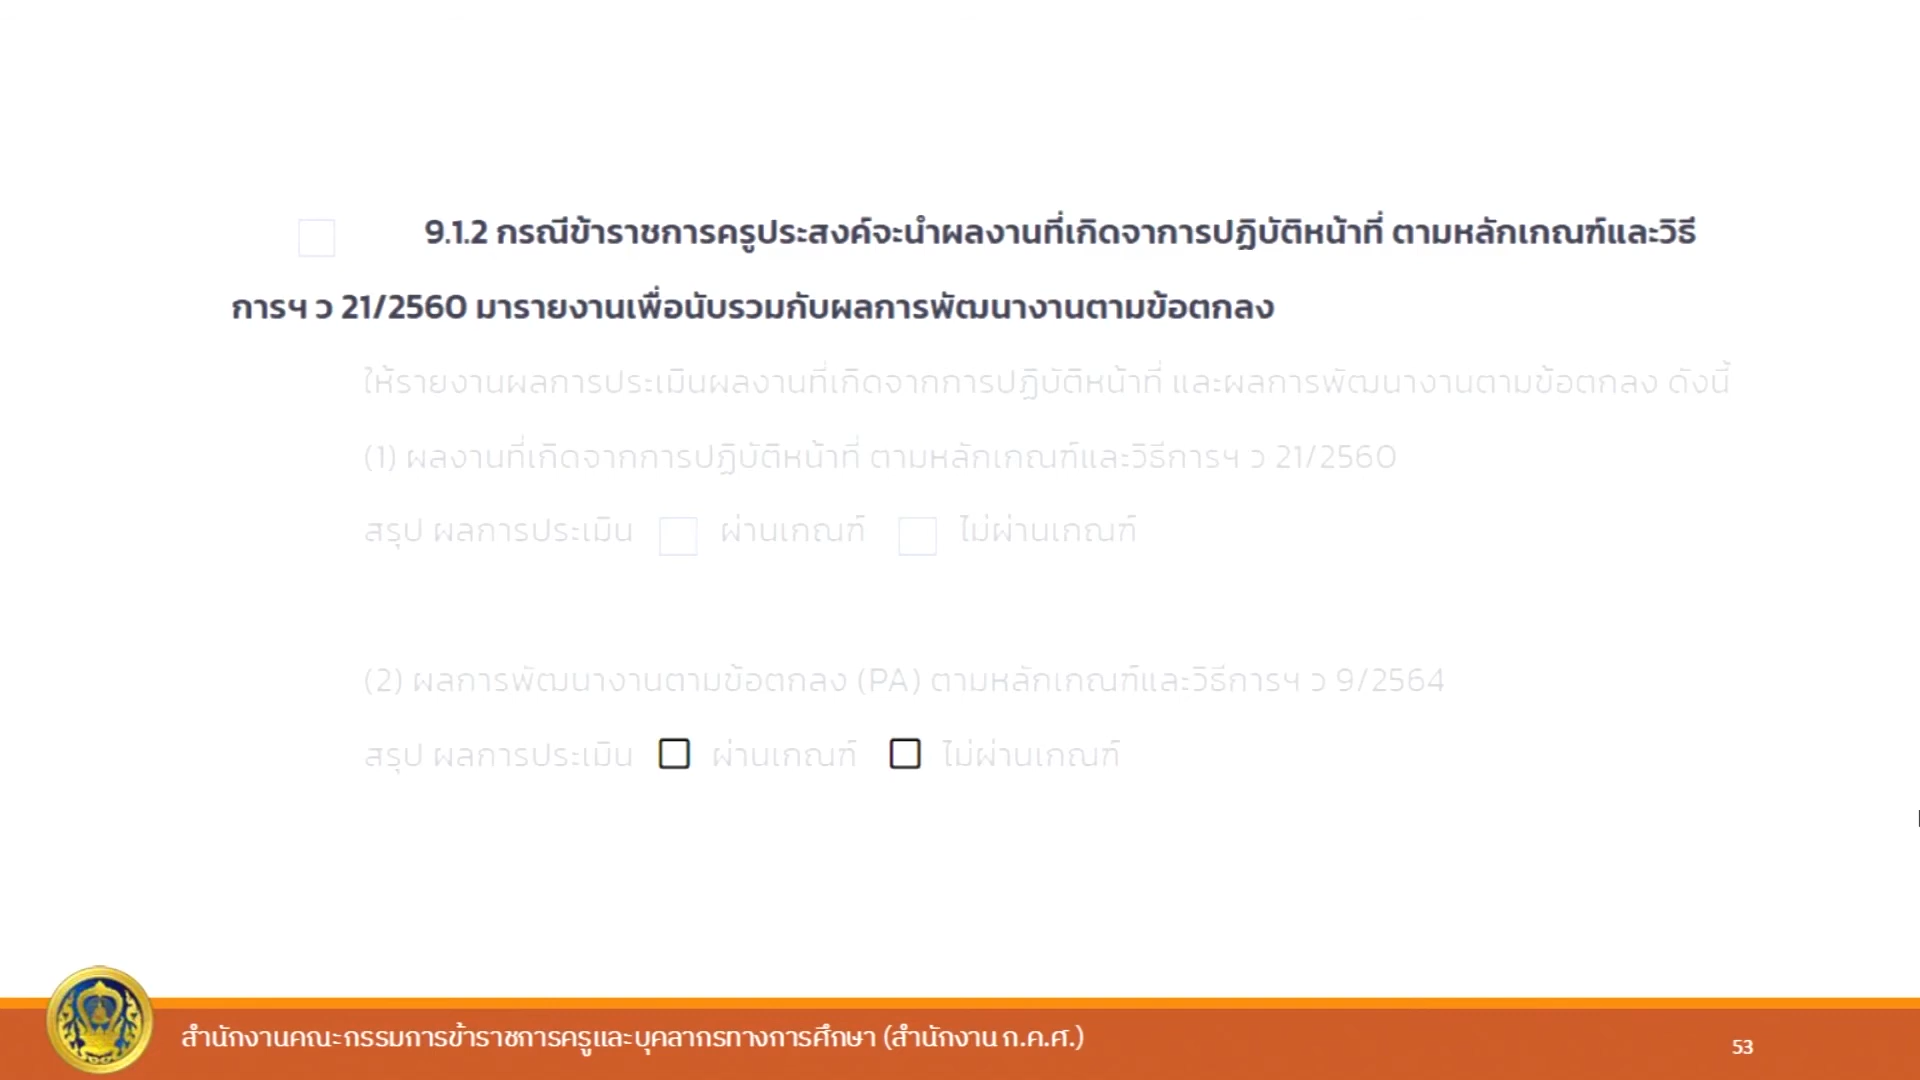 9.1.2 กรณีข้าราชการครูประสงค์จะนำผลงานที่เกิดจาการปฏิบัติหน้าที่ ตามหลักเกณฑ์และวิธี
การฯ ว 21/2560 มารายงานเพื่อนับรวมกับผลการพัฒนางานตามข้อตกลง
ให้รายงานผลการประเมินผลงานที่เกิดจากการปฏิบัติหน้าที่ และผลการพัฒนางานตามข้อตกลง ดังนี้
(1) ผลงานที่เกิดจากการปฏิบัติหน้าที่ ตามหลักเกณฑ์และวิธีการฯ ว 21/2560
สรุป ผลการประเมิน ผ่านเกณฑ์ ไม่ผ่านเกณฑ์
(2) ผลการพัฒนางานตามข้อตกลง (PA) ตามหลักเกณฑ์และวิธีการฯ ว 9/2564
สรุป ผลการประเมิน ผ่านเกณฑ์ ไม่ผ่านเกณฑ์
สำนักงานคณะกรรมการข้าราชการครูและบุคลากรทางการศึกษา (สำนักงาน ก.ค.ศ.)
53